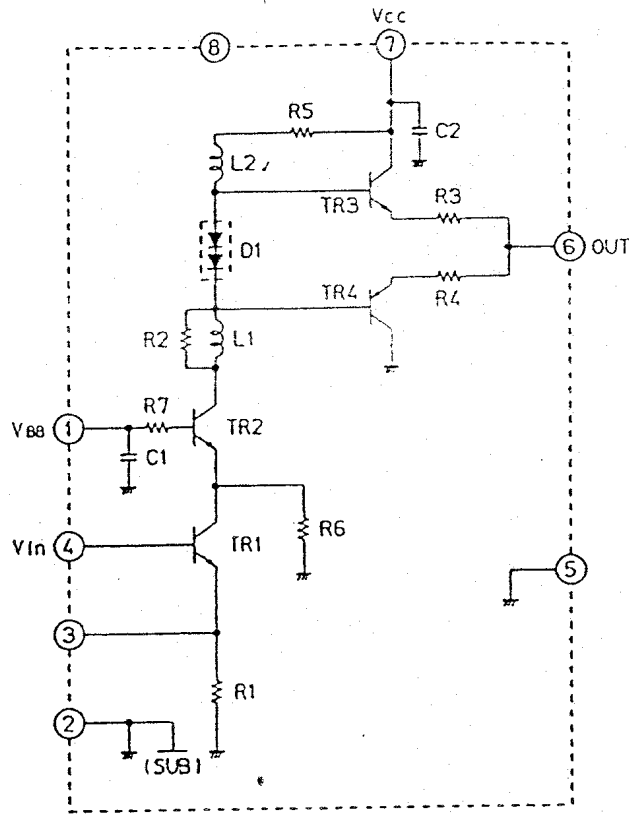 Vcc
8
7
R5
C2
L2
TR3
R3
D1
6 OUT
TR4
R4
R2
L1
R7
VBB 1
TR2
C1
R6
VIn 4
TR1
5
3
R1
2
(SUB)